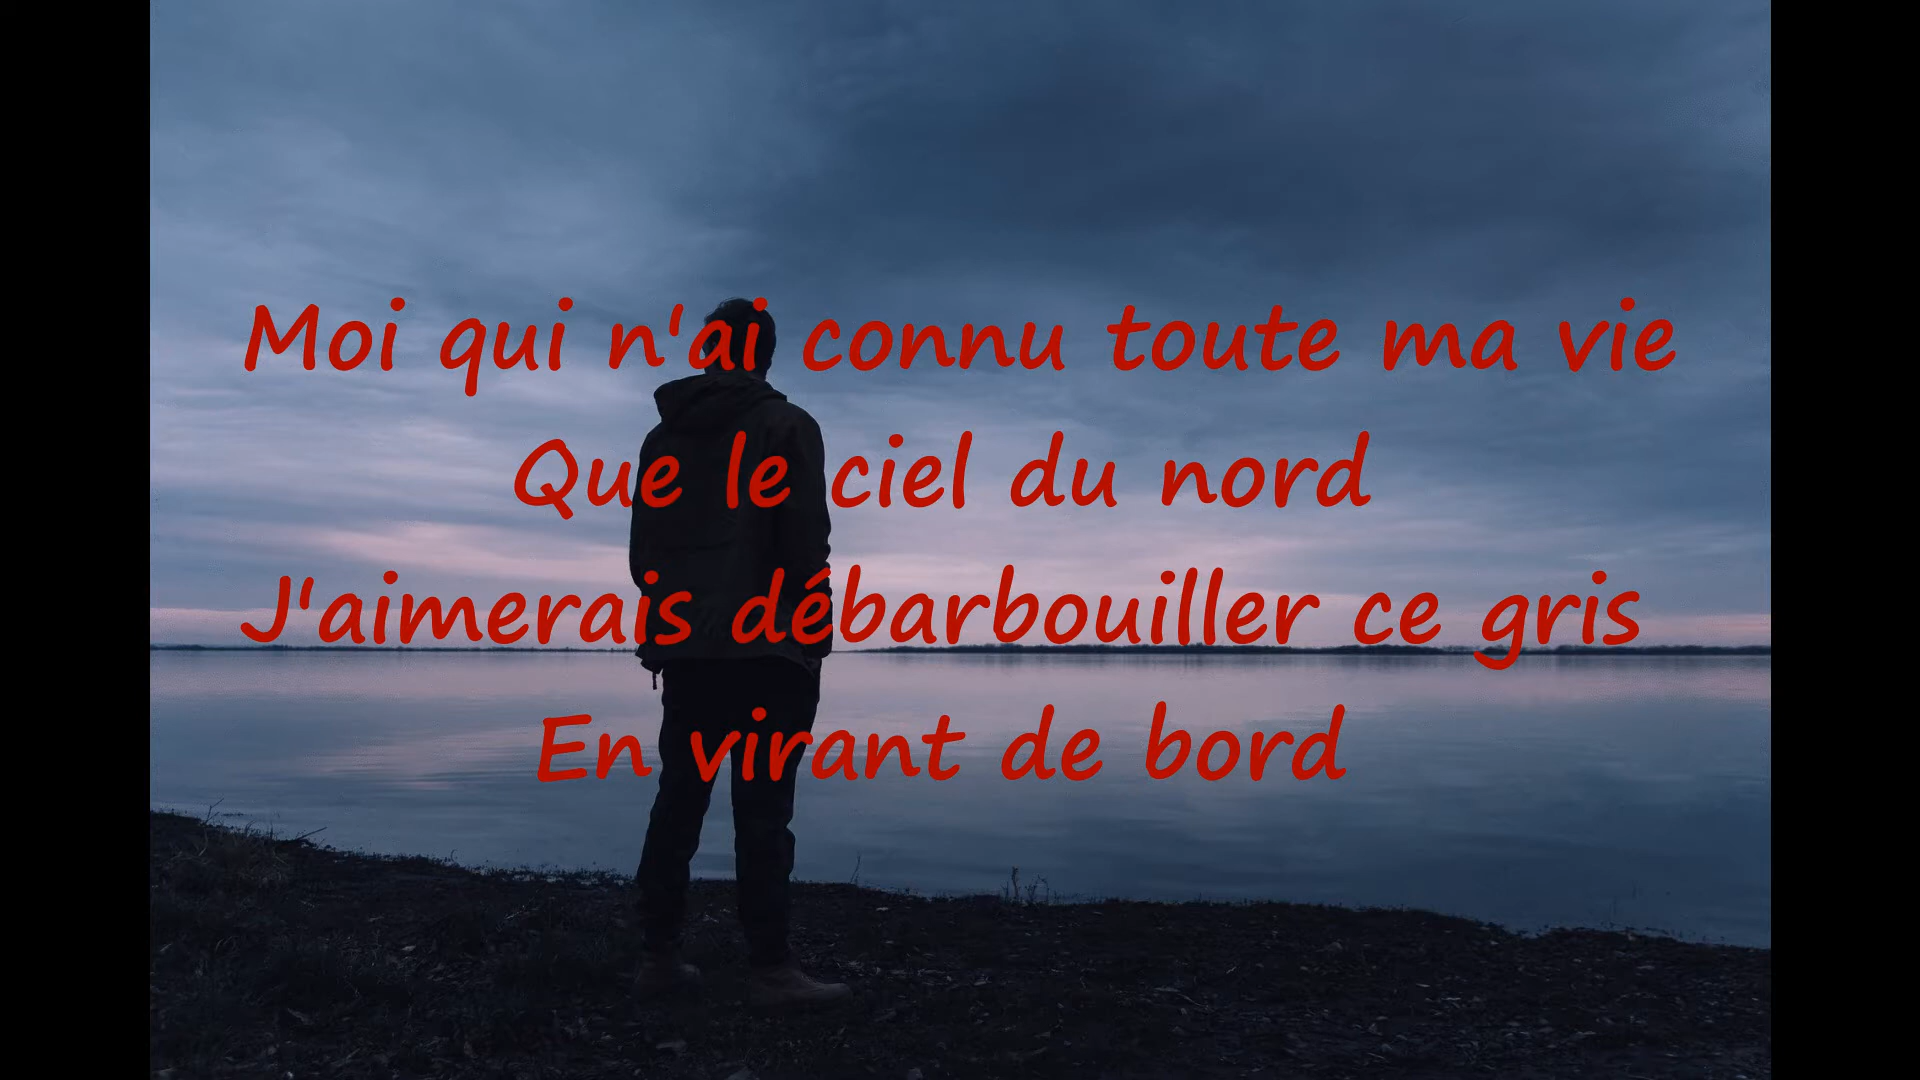 Moi qui n'ai connu toute ma vie
Que le ciel du nord
J'aimerais débarbouiller ce gris
En virant de bord